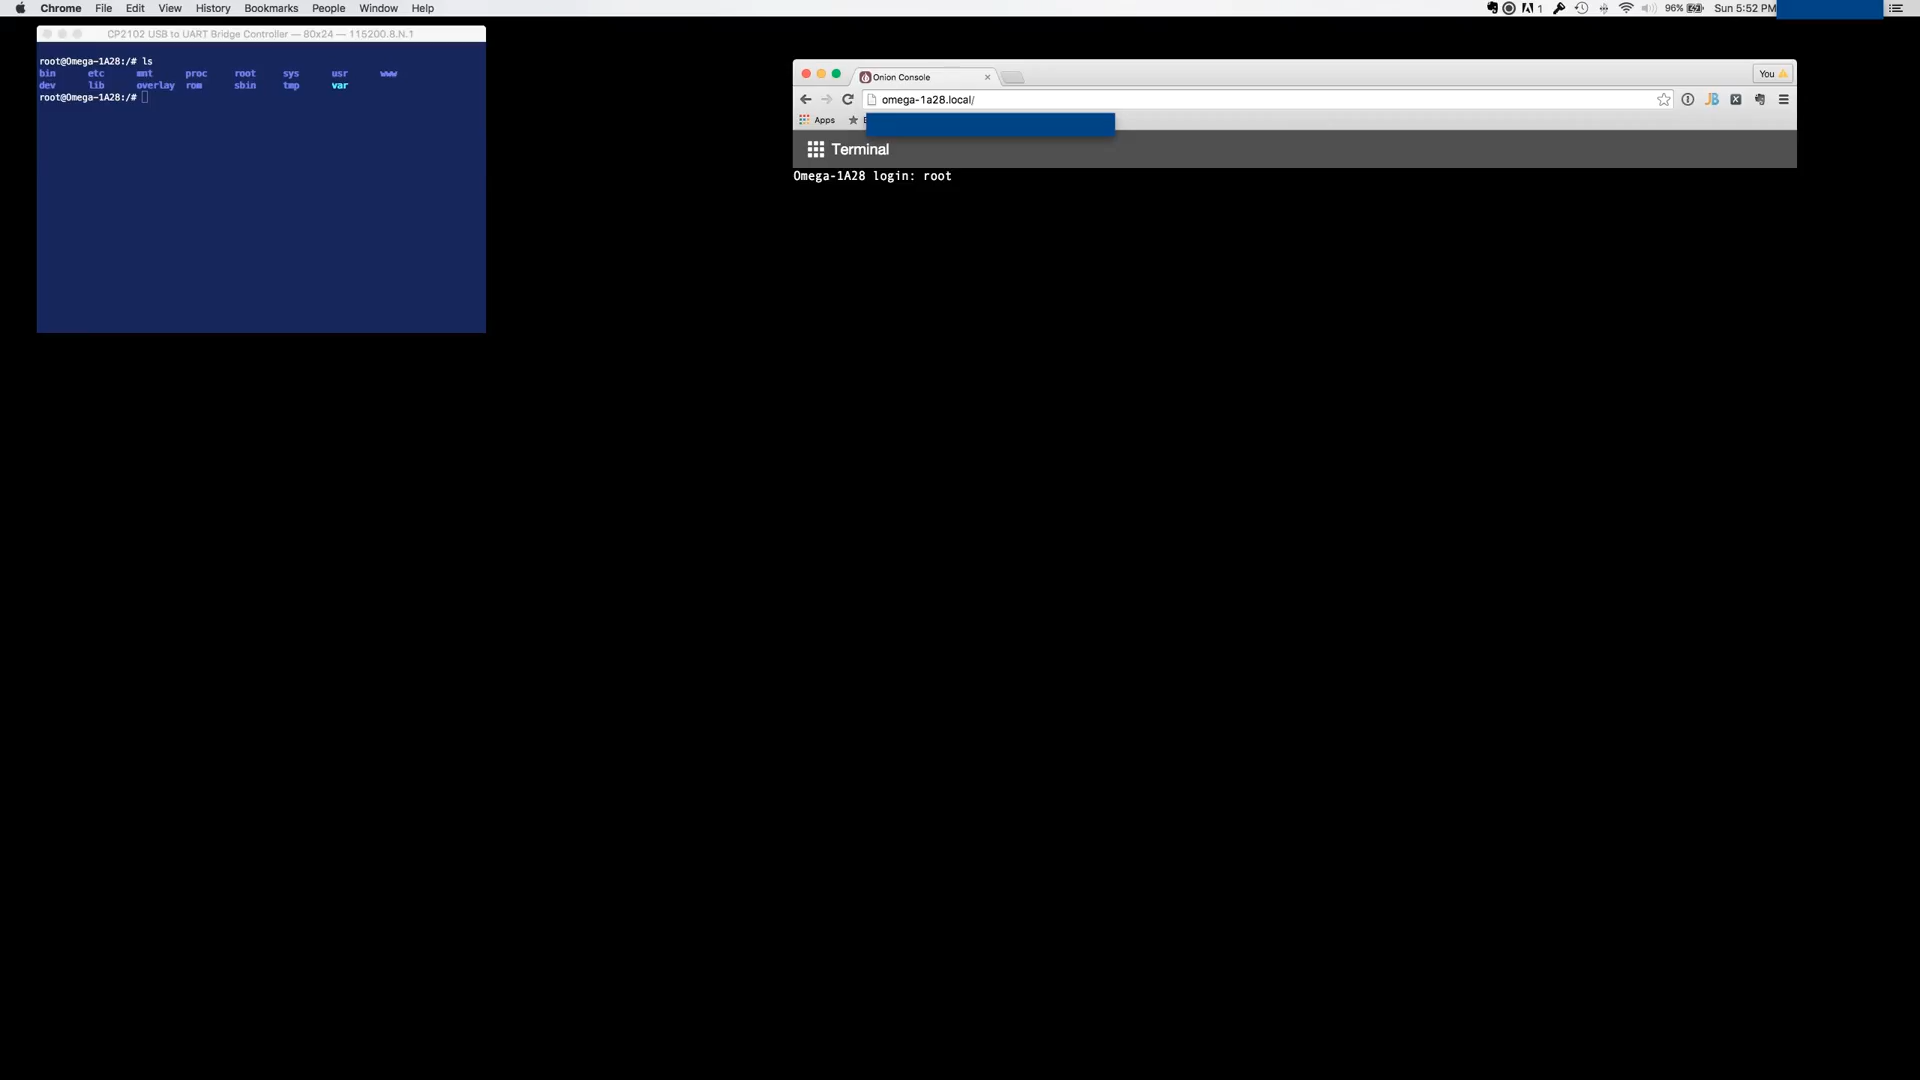 Chrome File Edit View History Bookmarks People Window Help
1 96% Sun 5:52 PM
CP2102 USB to UART Bridge Controller — 80x24 — 115200.8.N.1
root@Omega-1A28:/# ls
bin etc mnt proc root sys usr www
dev lib overlay rom sbin tmp var
root@Omega-1A28:/#
Onion Console
You
omega-1a28.local/
JB
Apps
Terminal
Omega-1A28 login: root